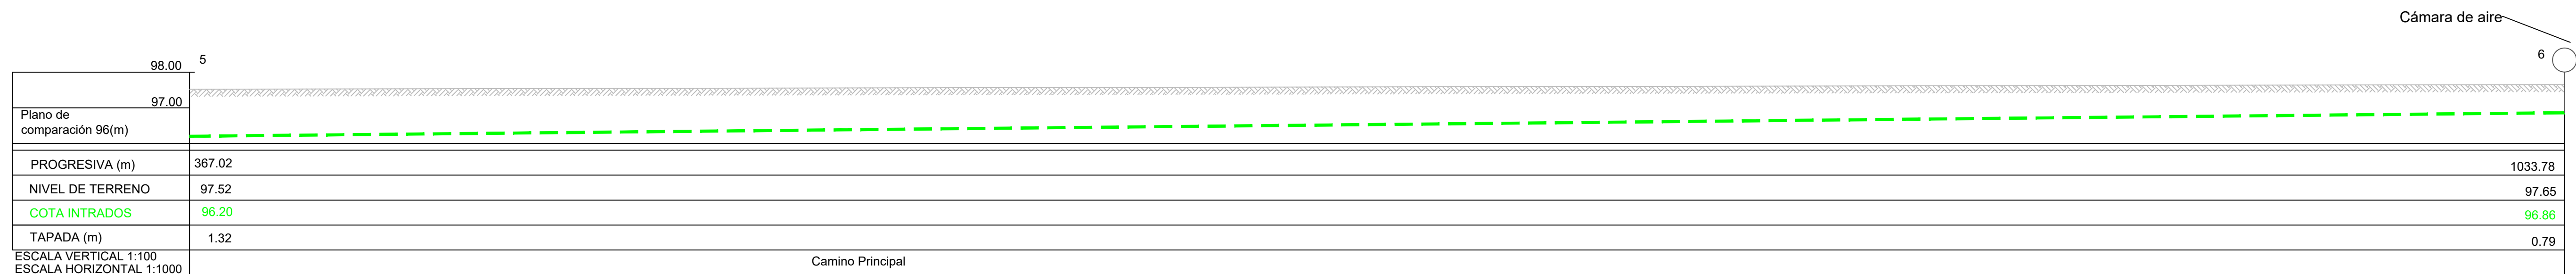 Cámara de aire
5
6
98.00
97.00
Plano de
comparación 96(m)
PROGRESIVA (m) 367.02 1033.78
NIVEL DE TERRENO 97.52 97.65
COTA INTRADOS 96.20 96.86
TAPADA (m) 1.32 0.79
ESCALA VERTICAL 1:100
ESCALA HORIZONTAL 1:1000
Camino Principal